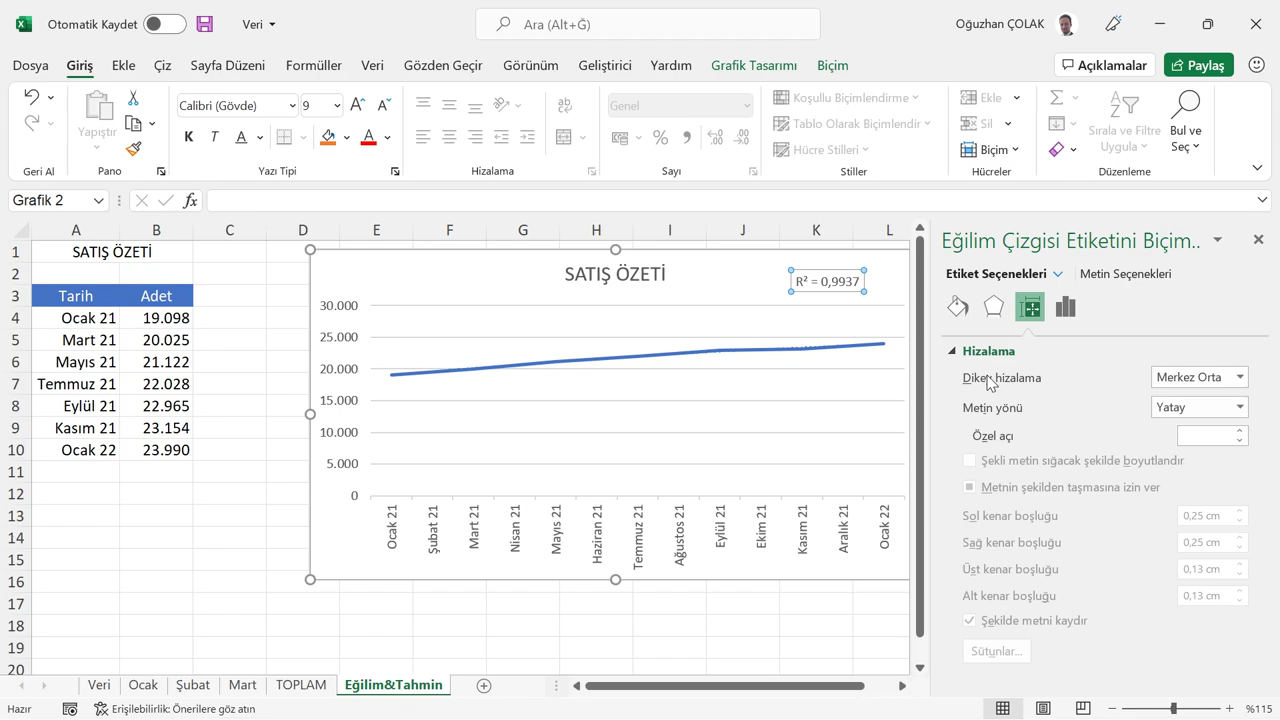 Otomatik Kaydet
Veri
Ara (Alt+Ğ)
Oğuzhan ÇOLAK
Dosya Giriş Ekle Çiz Sayfa Düzeni Formüller Veri Gözden Geçir Görünüm Geliştirici Yardım Grafik Tasarımı Biçim
Açıklamalar
Paylaş
Yapıştır
Calibri (Gövde) 9
K T A
Genel
Koşullu Biçimlendirme
Tablo Olarak Biçimlendir
Hücre Stilleri
Ekle
Sil
Biçim
Sırala ve Filtre Uygula
Bul ve Seç
Geri Al Pano Yazı Tipi Hizalama Sayı Stiller Hücreler Düzenleme
Grafik 2
fx
A B C D E F G H I J K L
1 SATIŞ ÖZETİ
2
3 Tarih Adet
4 Ocak 21 19.098
5 Mart 21 20.025
6 Mayıs 21 21.122
7 Temmuz 21 22.028
8 Eylül 21 22.965
9 Kasım 21 23.154
10 Ocak 22 23.990
11
12
13
14
15
16
17
18
19
20
SATIŞ ÖZETİ
R² = 0,9937
30.000
25.000
20.000
15.000
10.000
5.000
0
Ocak 21
Şubat 21
Mart 21
Nisan 21
Mayıs 21
Haziran 21
Temmuz 21
Ağustos 21
Eylül 21
Ekim 21
Kasım 21
Aralık 21
Ocak 22
Eğilim Çizgisi Etiketini Biçim..
Etiket Seçenekleri Metin Seçenekleri
Hizalama
Dikey hizalama Merkez Orta
Metin yönü Yatay
Özel açı
Şekli metin sığacak şekilde boyutlandır
Metnin şekilden taşmasına izin ver
Sol kenar boşluğu 0,25 cm
Sağ kenar boşluğu 0,25 cm
Üst kenar boşluğu 0,13 cm
Alt kenar boşluğu 0,13 cm
Şekilde metni kaydır
Sütunlar...
Veri Ocak Şubat Mart TOPLAM Eğilim&Tahmin
Hazır
Erişilebilirlik: Önerilere göz atın
%115